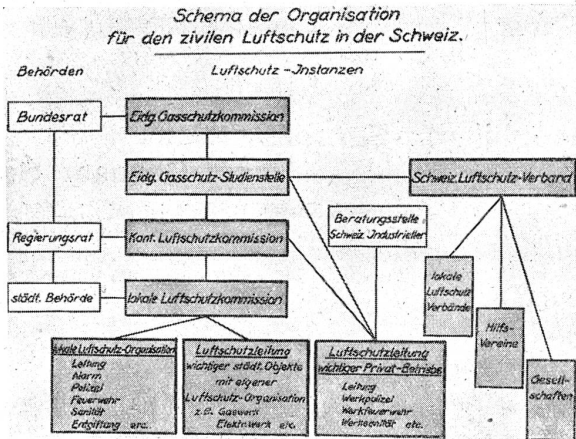 Schema der Organisation
für den zivilen Luftschutz in der Schweiz.
Behörden
Luftschutz-Instanzen
Bundesrat
Eidg. Gasschutzkommission
Eidg. Gasschutz-Studienstelle
Schweiz. Luftschutz-Verband
Beratungsstelle
Schweiz. Industrieller
Regierungsrat
Kant. Luftschutzkommission
städt. Behörde
lokale Luftschutzkommission
lokale
Luftschutz
Verbände
Hilfs-
Vereine
Gesell-
schaften
lokale Luftschutz-Organisation
Leitung
Alarm
Polizei
Feuerwehr
Sanität
Entgiftung etc.
Luftschutzleitung
wichtiger städt. Objekte
mit eigener
Luftschutz-Organisation
z.B. Gaswerk
Elektr. Werk etc.
Luftschutzleitung
wichtiger Privat-Betriebe
Leitung
Werkpolizei
Werkfeuerwehr
Werksanität etc.